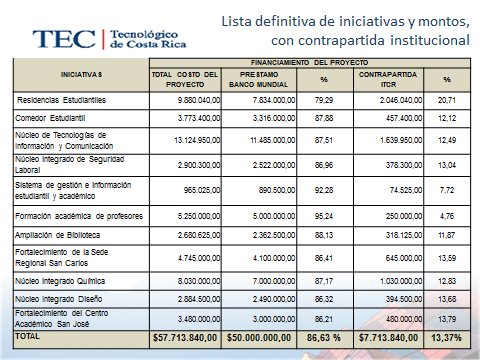 Lista definitiva de iniciativas y montos,
con contrapartida institucional
TEC | Tecnológico
de Costa Rica
FINANCIAMIENTO DEL PROYECTO
INICIATIVAS TOTAL COSTO DEL PROYECTO PRESTAMO BANCO MUNDIAL % CONTRAPARTIDA ITCR %
Residencias Estudiantiles 9.880.040,00 7.834.000,00 79,29 2.046.040,00 20,71
Comedor Estudiantil 3.773.400,00 3.316.000,00 87,88 457.400,00 12,12
Núcleo de Tecnologías de
Información y Comunicación 13.124.950,00 11.485.000,00 87,51 1.639.950,00 12,49
Núcleo Integrado de Seguridad
Laboral 2.900.300,00 2.522.000,00 86,96 378.300,00 13,04
Sistema de gestión e información
estudiantil y académico 965.025,00 890.500,00 92,28 74.525,00 7,72
Formación académica de profesores 5.250.000,00 5.000.000,00 95,24 250.000,00 4,76
Ampliación de Biblioteca 2.680.625,00 2.362.500,00 88,13 318.125,00 11,87
Fortalecimiento de la Sede
Regional San Carlos 4.745.000,00 4.100.000,00 86,41 645.000,00 13,59
Núcleo Integrado Química 8.030.000,00 7.000.000,00 87,17 1.030.000,00 12,83
Núcleo Integrado Diseño 2.884.500,00 2.490.000,00 86,32 394.500,00 13,68
Fortalecimiento del Centro
Académico San José 3.480.000,00 3.000.000,00 86,21 480.000,00 13,79
TOTAL $57.713.840,00 $50.000.000,00 86,63 % $7.713.840,00 13,37%